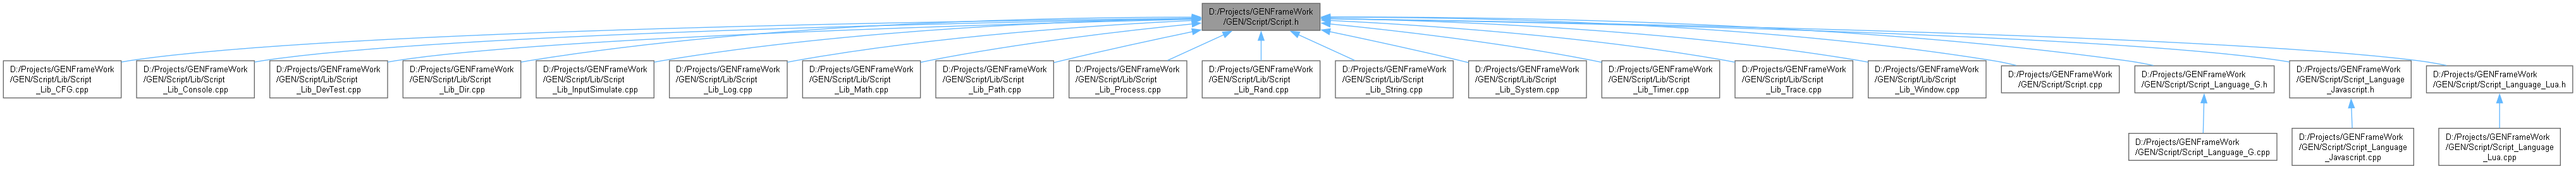 D:/Projects/GENFrameWork
/GEN/Script/Script.h
D:/Projects/GENFrameWork
/GEN/Script/Lib/Script
_Lib_CFG.cpp
D:/Projects/GENFrameWork
/GEN/Script/Lib/Script
_Lib_Console.cpp
D:/Projects/GENFrameWork
/GEN/Script/Lib/Script
_Lib_DevTest.cpp
D:/Projects/GENFrameWork
/GEN/Script/Lib/Script
_Lib_Dir.cpp
D:/Projects/GENFrameWork
/GEN/Script/Lib/Script
_Lib_InputSimulate.cpp
D:/Projects/GENFrameWork
/GEN/Script/Lib/Script
_Lib_Log.cpp
D:/Projects/GENFrameWork
/GEN/Script/Lib/Script
_Lib_Math.cpp
D:/Projects/GENFrameWork
/GEN/Script/Lib/Script
_Lib_Path.cpp
D:/Projects/GENFrameWork
/GEN/Script/Lib/Script
_Lib_Process.cpp
D:/Projects/GENFrameWork
/GEN/Script/Lib/Script
_Lib_Rand.cpp
D:/Projects/GENFrameWork
/GEN/Script/Lib/Script
_Lib_String.cpp
D:/Projects/GENFrameWork
/GEN/Script/Lib/Script
_Lib_System.cpp
D:/Projects/GENFrameWork
/GEN/Script/Lib/Script
_Lib_Timer.cpp
D:/Projects/GENFrameWork
/GEN/Script/Lib/Script
_Lib_Trace.cpp
D:/Projects/GENFrameWork
/GEN/Script/Lib/Script
_Lib_Window.cpp
D:/Projects/GENFrameWork
/GEN/Script/Script.cpp
D:/Projects/GENFrameWork
/GEN/Script/Script_Language_G.h
D:/Projects/GENFrameWork
/GEN/Script/Script_Language
_Javascript.h
D:/Projects/GENFrameWork
/GEN/Script/Script_Language_Lua.h
D:/Projects/GENFrameWork
/GEN/Script/Script_Language_G.cpp
D:/Projects/GENFrameWork
/GEN/Script/Script_Language
_Javascript.cpp
D:/Projects/GENFrameWork
/GEN/Script/Script_Language
_Lua.cpp